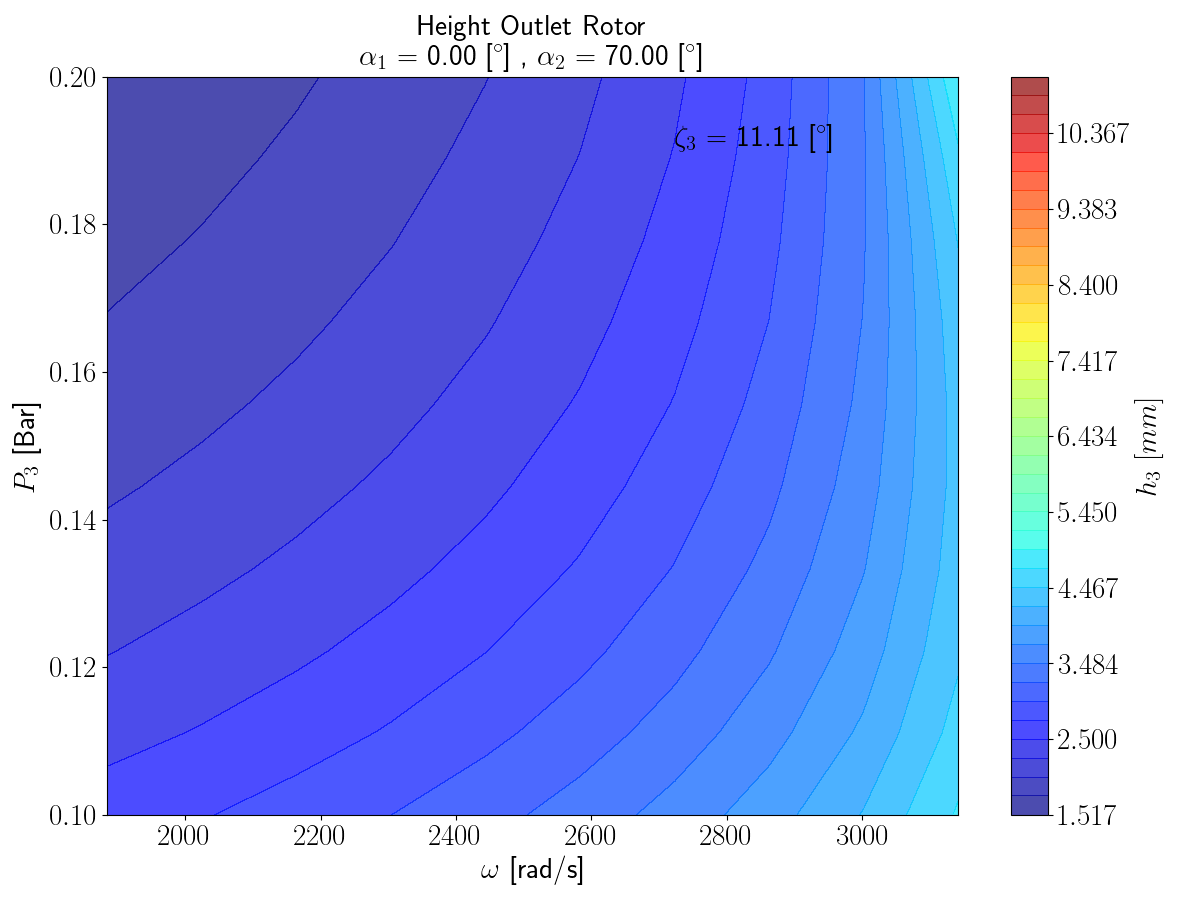 Height Outlet Rotor
α₁ = 0.00 [°] , α₂ = 70.00 [°]
ζ₃ = 11.11 [°]
0.20
0.18
0.16
0.14
0.12
0.10
P₃ [Bar]
2000 2200 2400 2600 2800 3000
ω [rad/s]
10.367
9.383
8.400
7.417
6.434
5.450
4.467
3.484
2.500
1.517
h₃ [mm]